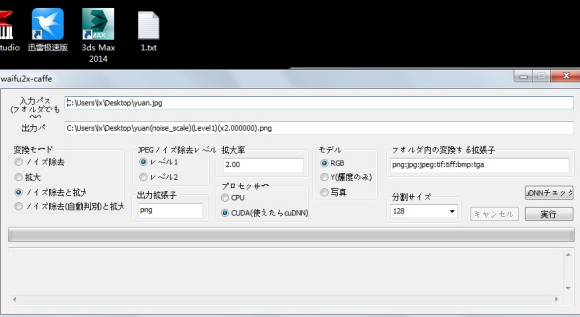 tudio 迅雷极速版 3ds Max 2014 1.txt
waifu2x-caffe
入力パス
(フォルダでも
C:\Users\lx\Desktop\yuan.jpg
出力パ C:\Users\lx\Desktop\yuan(noise_scale)(Level1)(x2.000000).png
変換モード
ノイズ除去
拡大
ノイズ除去と拡大
ノイズ除去(自動判別)と拡大
JPEGノイズ除去レベル
レベル1
レベル2
出力拡張子
png
拡大率
2.00
プロセッサー
CPU
CUDA(使えたらcuDNN)
モデル
RGB
Y(輝度のみ)
写真
フォルダ内の変換する拡張子
png:jpg:jpeg:tif:tiff:bmp:tga
分割サイズ
128
uDNNチェック
キャンセル
実行